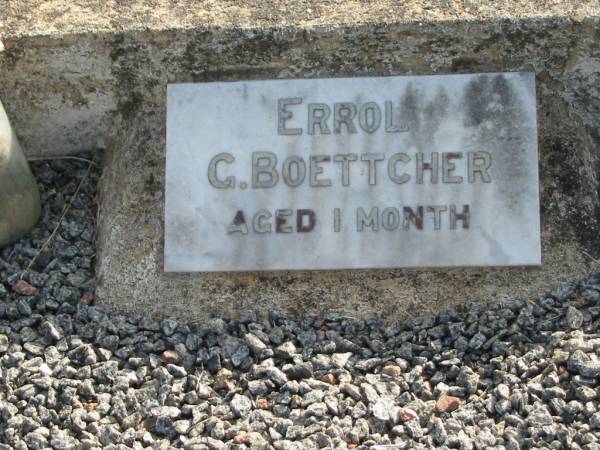 ERROL
G. BOETTCHER
AGED 1 MONTH